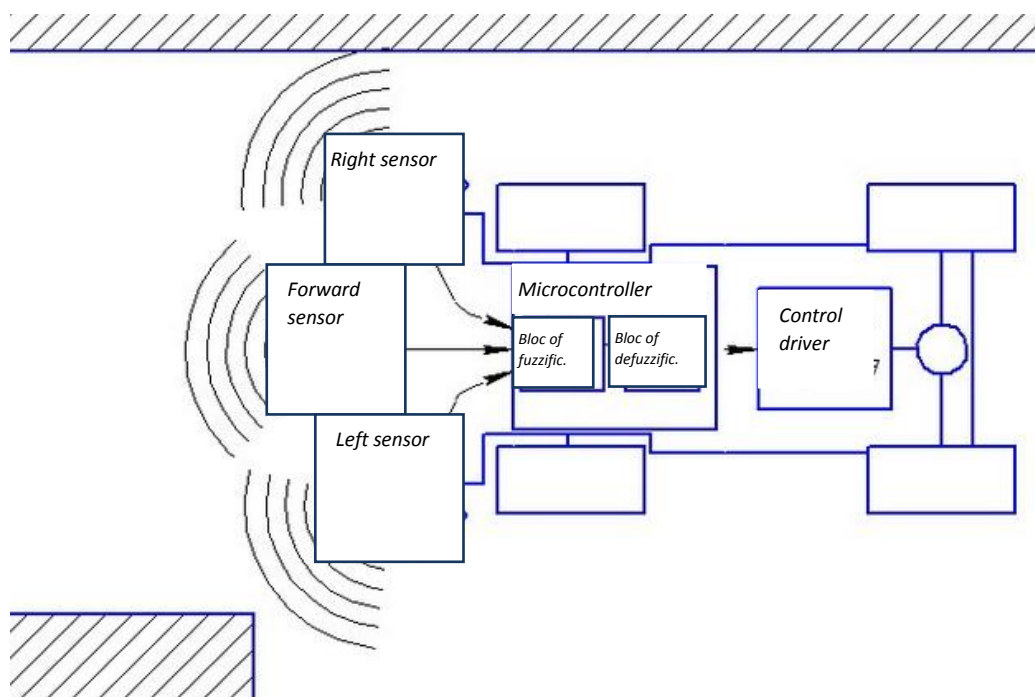 Right sensor
Forward
sensor
Left sensor
Microcontroller
Bloc of
fuzzific.
Bloc of
defuzzific.
Control
driver